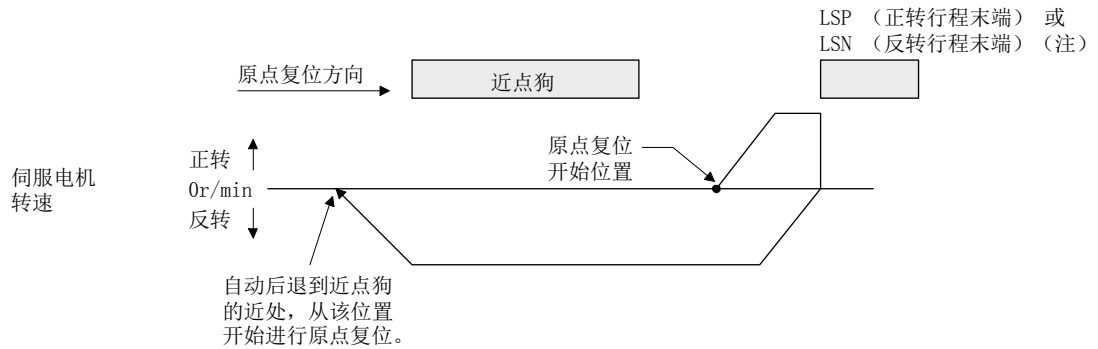 LSP （正转行程末端） 或
LSN （反转行程末端）（注）
原点复位方向
近点狗
原点复位
开始位置
正转
伺服电机
转速
0r/min
反转
自动后退到近点狗
的近处，从该位置
开始进行原点复位。